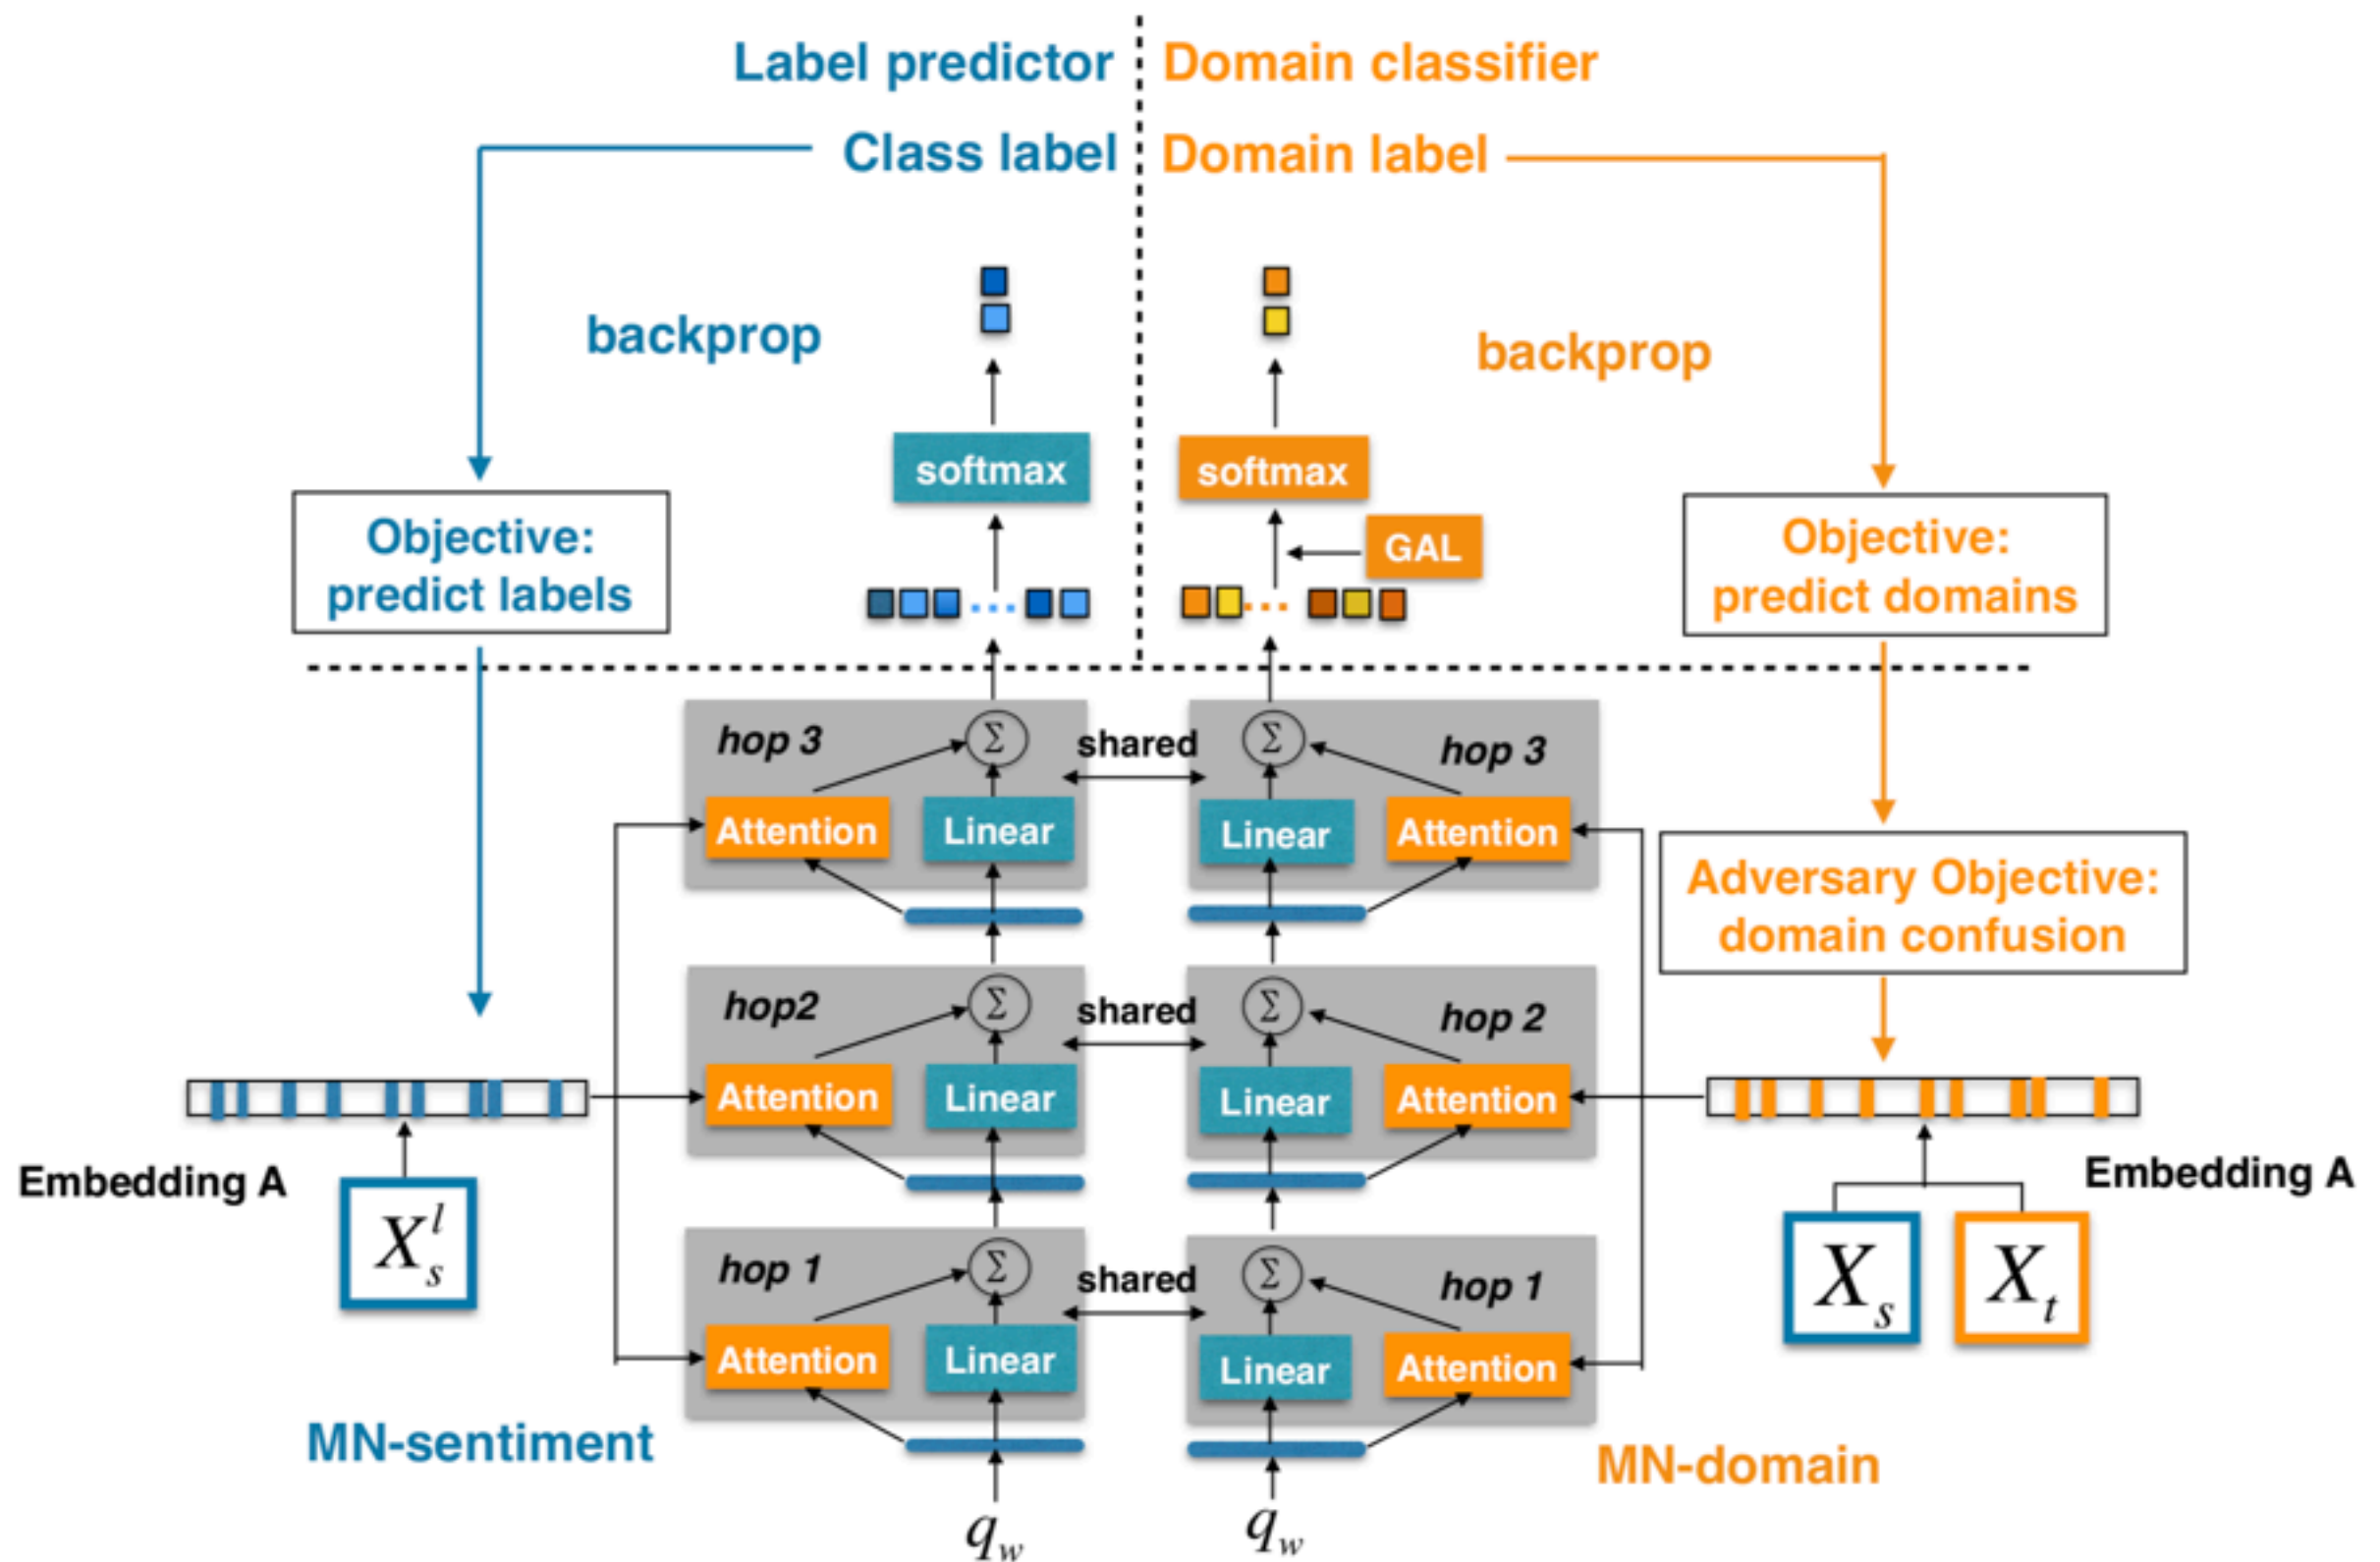 Label predictor
Domain classifier
Class label
Domain label
backprop
backprop
softmax
softmax
GAL
Objective:
predict labels
Objective:
predict domains
hop 3
Σ
shared
Σ
hop 3
Attention
Linear
Linear
Attention
Adversary Objective:
domain confusion
hop2
Σ
shared
Σ
hop 2
Attention
Linear
Linear
Attention
Embedding A
Embedding A
X_s^l
X_s
X_t
hop 1
Σ
shared
Σ
hop 1
Attention
Linear
Linear
Attention
MN-sentiment
MN-domain
q_w
q_w